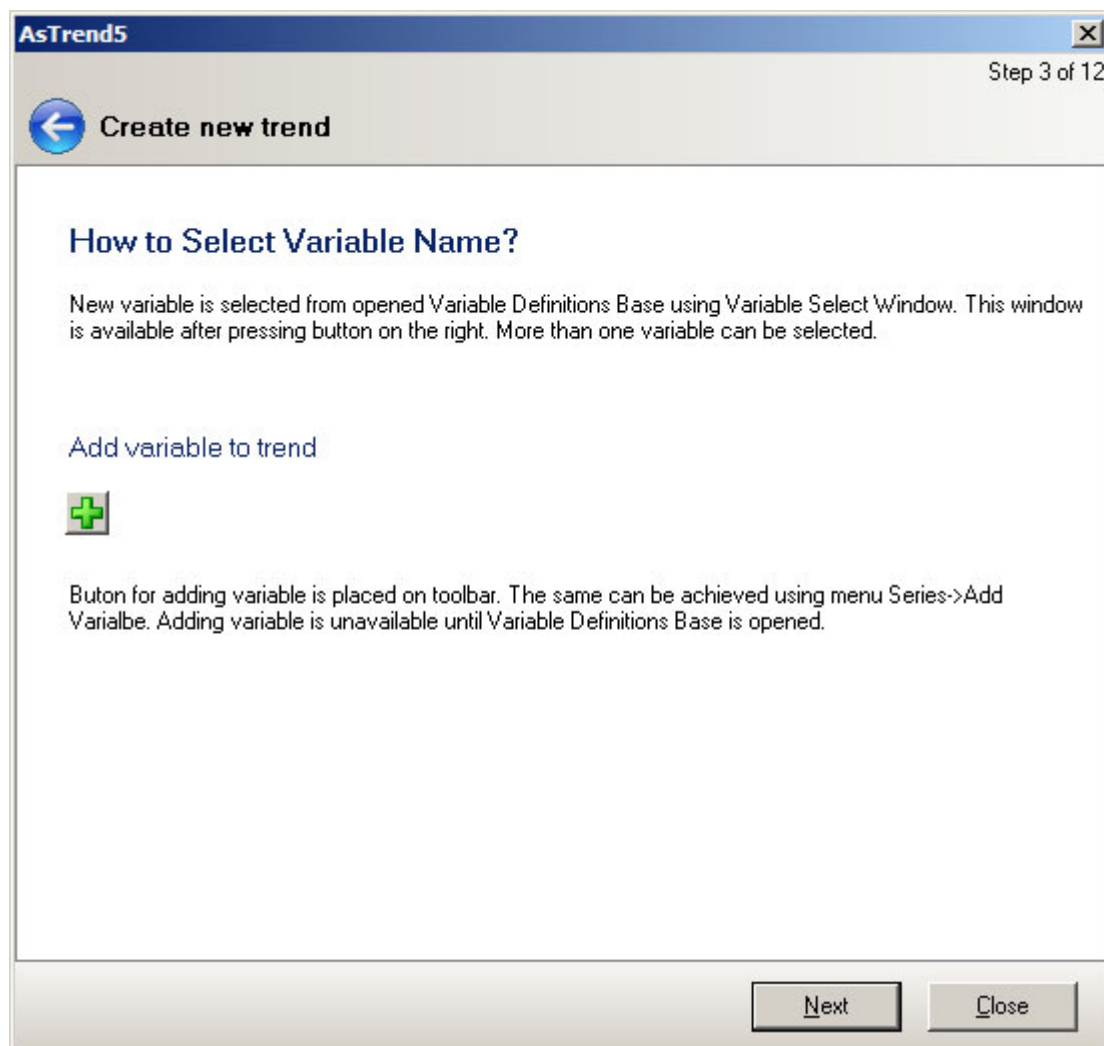 AsTrend5
Step 3 of 12
Create new trend
How to Select Variable Name?
New variable is selected from opened Variable Definitions Base using Variable Select Window. This window
is available after pressing button on the right. More than one variable can be selected.
Add variable to trend
Buton for adding variable is placed on toolbar. The same can be achieved using menu Series->Add
Varialbe. Adding variable is unavailable until Variable Definitions Base is opened.
Next
Close